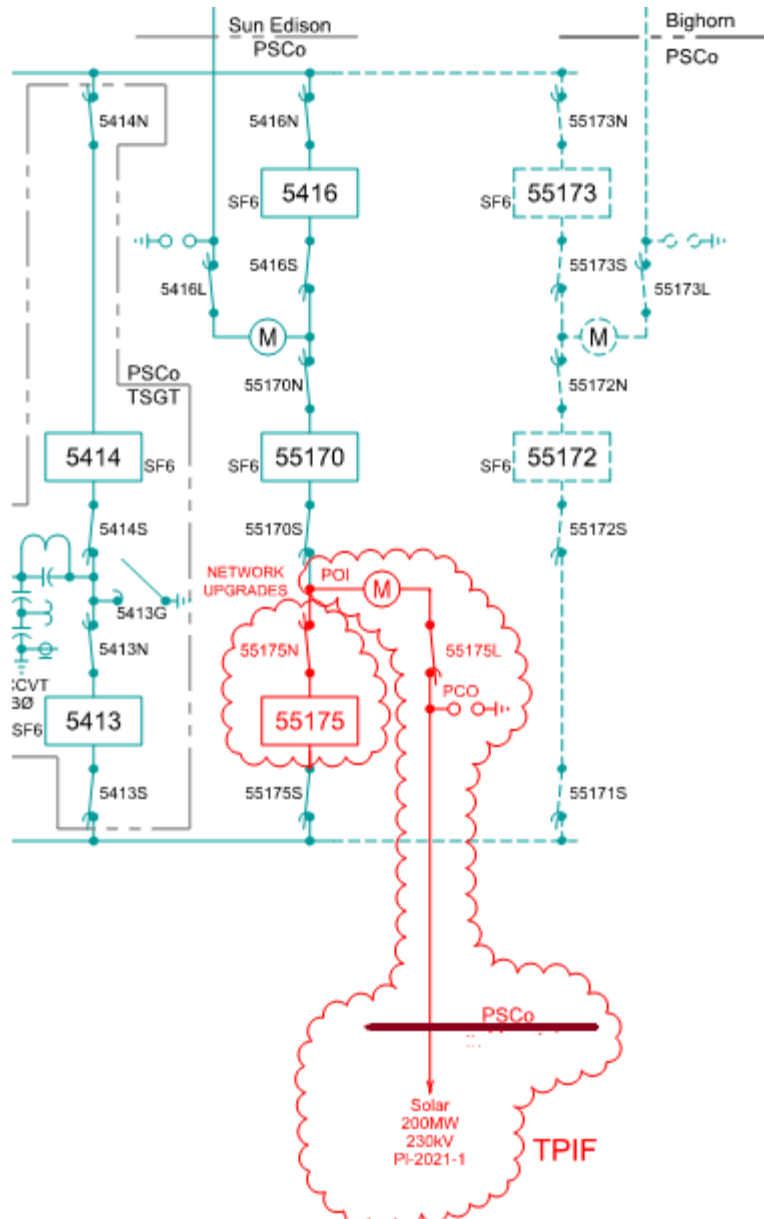 Sun Edison
PSCo
Bighorn
PSCo
5414N
5416N
55173N
SF6
5416
SF6
55173
5416L
5416S
55173S
55173L
M
M
PSCo
TSGT
55170N
55172N
5414
SF6
SF6
55170
SF6
55172
5414S
55170S
55172S
NETWORK
UPGRADES
POI
M
5413G
5413N
55175N
55175L
CVT
3Ø
SF6
5413
55175
PCO
5413S
55175S
55171S
PSCo
Solar
200MW
230kV
PI-2021-1
TPIF